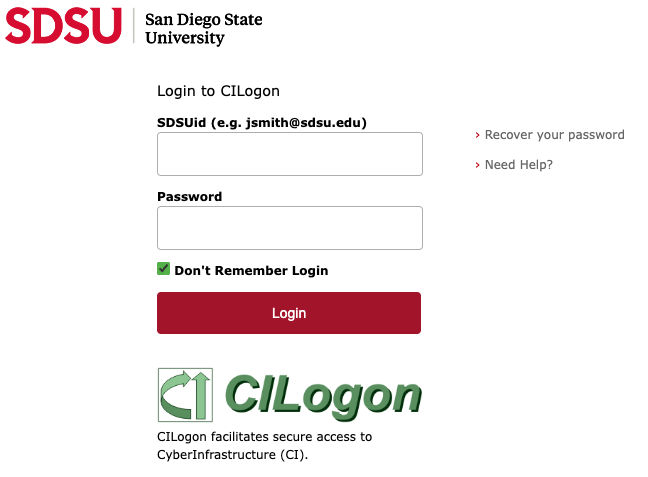 SDSU
San Diego State
University
Login to CILogon
SDSUid (e.g. jsmith@sdsu.edu)
› Recover your password
› Need Help?
Password
Don't Remember Login
Login
CI CILogon
CILogon facilitates secure access to
CyberInfrastructure (CI).